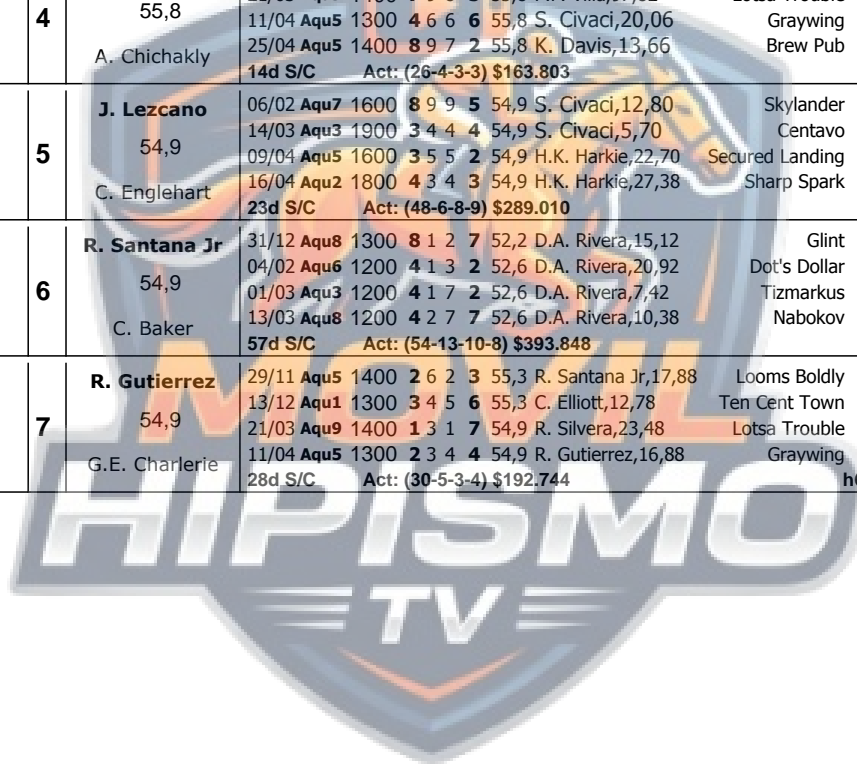 4
55,8
A. Chichakly
11/04 Aqu5 1300 4 6 6 6 55,8 S. Civaci,20,06 Graywing
25/04 Aqu5 1400 8 9 7 2 55,8 K. Davis,13,66 Brew Pub
14d S/C Act: (26-4-3-3) $163.803
5
J. Lezcano
54,9
C. Englehart
06/02 Aqu7 1600 8 9 9 5 54,9 S. Civaci,12,80 Skylander
14/03 Aqu3 1900 3 4 4 4 54,9 S. Civaci,5,70 Centavo
09/04 Aqu5 1600 3 5 5 2 54,9 H.K. Harkie,22,70 Secured Landing
16/04 Aqu2 1800 4 3 4 3 54,9 H.K. Harkie,27,38 Sharp Spark
23d S/C Act: (48-6-8-9) $289.010
6
R. Santana Jr
54,9
C. Baker
31/12 Aqu8 1300 8 1 2 7 52,2 D.A. Rivera,15,12 Glint
04/02 Aqu6 1200 4 1 3 2 52,6 D.A. Rivera,20,92 Dot's Dollar
01/03 Aqu3 1200 4 1 7 2 52,6 D.A. Rivera,7,42 Tizmarkus
13/03 Aqu8 1200 4 2 7 7 52,6 D.A. Rivera,10,38 Nabokov
57d S/C Act: (54-13-10-8) $393.848
7
R. Gutierrez
54,9
G.E. Charlerie
29/11 Aqu5 1400 2 6 2 3 55,3 R. Santana Jr,17,88 Looms Boldly
13/12 Aqu1 1300 3 4 5 6 55,3 C. Elliott,12,78 Ten Cent Town
21/03 Aqu9 1400 1 3 1 7 54,9 R. Silvera,23,48 Lotsa Trouble
11/04 Aqu5 1300 2 3 4 4 54,9 R. Gutierrez,16,88 Graywing
28d S/C Act: (30-5-3-4) $192.744
MOVIL
HIPISMO
TV